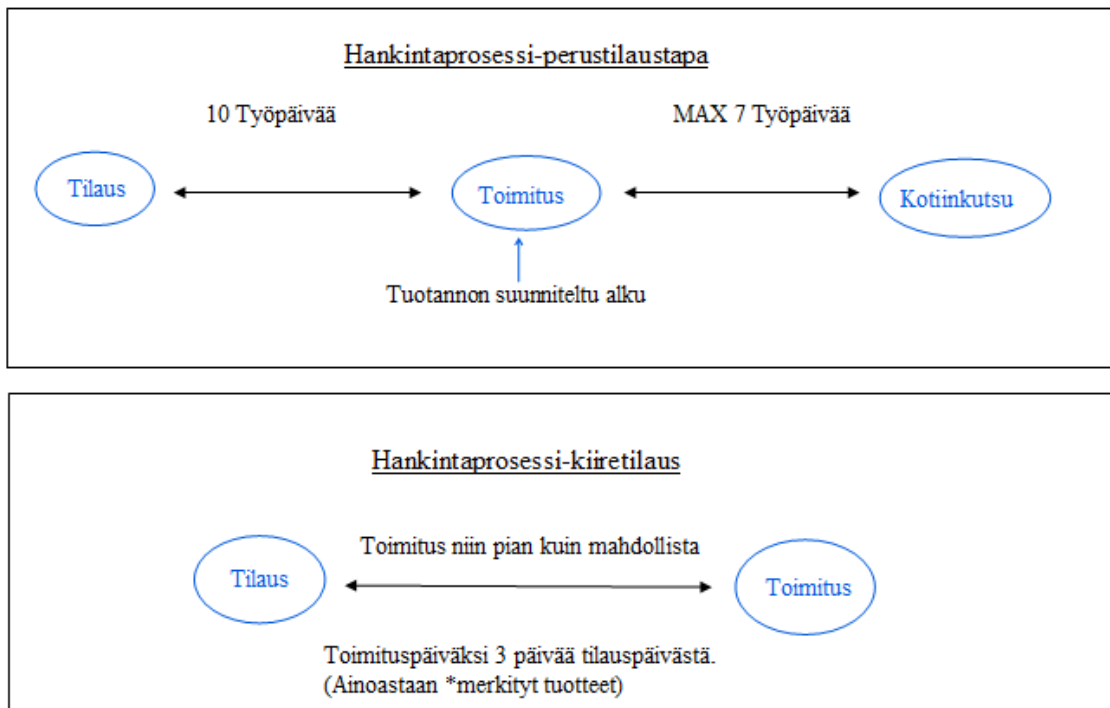 Hankintaprosessi-perustilaustapa
10 Työpäivää
MAX 7 Työpäivää
Tilaus
Toimitus
Kotiinkutsu
Tuotannon suunniteltu alku
Hankintaprosessi-kiiretilaus
Toimitus niin pian kuin mahdollista
Tilaus
Toimitus
Toimituspäiväksi 3 päivää tilauspäivästä.
(Ainoastaan *merkityt tuotteet)